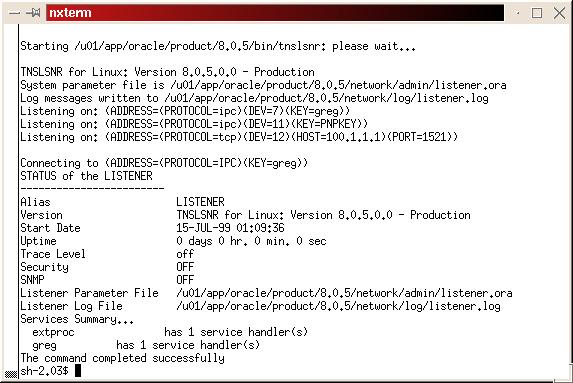 nxterm
Starting /u01/app/oracle/product/8.0.5/bin/tnslsnr: please wait...
TNSLSNR for Linux: Version 8.0.5.0.0 - Production
System parameter file is /u01/app/oracle/product/8.0.5/network/admin/listener.ora
Log messages written to /u01/app/oracle/product/8.0.5/network/log/listener.log
Listening on: (ADDRESS=(PROTOCOL=ipc)(DEV=7)(KEY=greg))
Listening on: (ADDRESS=(PROTOCOL=ipc)(DEV=11)(KEY=PNPKEY))
Listening on: (ADDRESS=(PROTOCOL=tcp)(DEV=12)(HOST=100.1.1.1)(PORT=1521))
Connecting to (ADDRESS=(PROTOCOL=IPC)(KEY=greg))
STATUS of the LISTENER
------------------------
Alias                     LISTENER
Version                   TNSLSNR for Linux: Version 8.0.5.0.0 - Production
Start Date                15-JUL-99 01:09:36
Uptime                    0 days 0 hr. 0 min. 0 sec
Trace Level               off
Security                  OFF
SNMP                      OFF
Listener Parameter File   /u01/app/oracle/product/8.0.5/network/admin/listener.ora
Listener Log File         /u01/app/oracle/product/8.0.5/network/log/listener.log
Services Summary...
  extproc               has 1 service handler(s)
  greg          has 1 service handler(s)
The command completed successfully
sh-2.03$